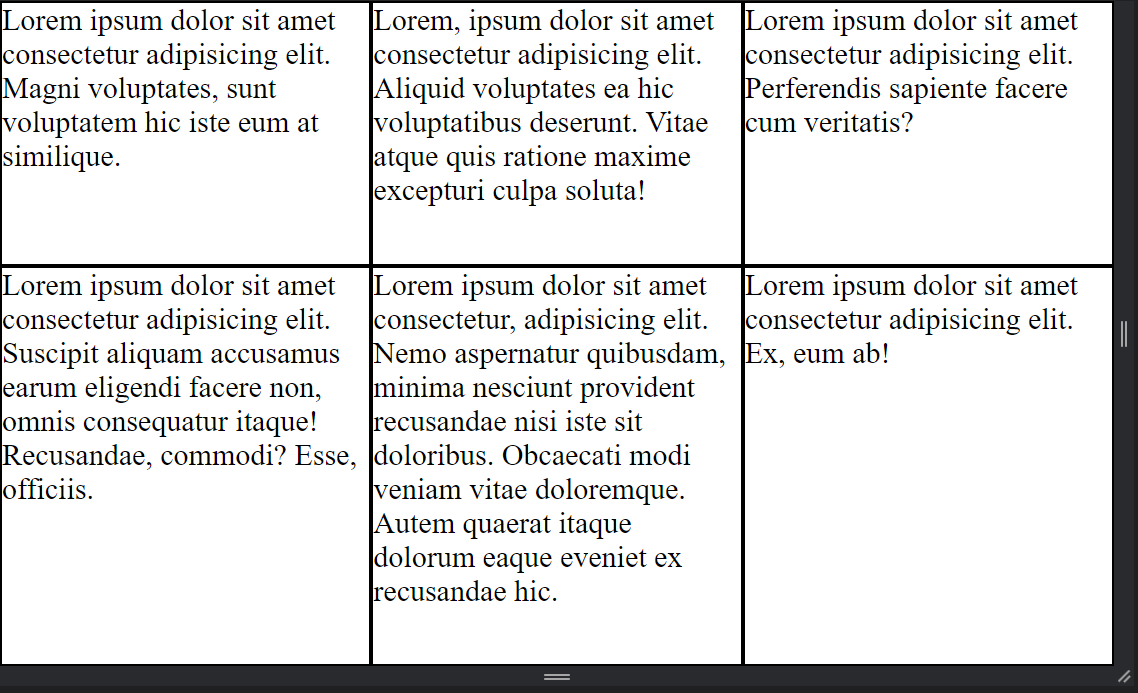 Lorem ipsum dolor sit amet
consectetur adipisicing elit.
Magni voluptates, sunt
voluptatem hic iste eum at
similique.
Lorem, ipsum dolor sit amet
consectetur adipisicing elit.
Aliquid voluptates ea hic
voluptatibus deserunt. Vitae
atque quis ratione maxime
excepturi culpa soluta!
Lorem ipsum dolor sit amet
consectetur adipisicing elit.
Perferendis sapiente facere
cum veritatis?
Lorem ipsum dolor sit amet
consectetur adipisicing elit.
Suscipit aliquam accusamus
earum eligendi facere non,
omnis consequatur itaque!
Recusandae, commodi? Esse,
officiis.
Lorem ipsum dolor sit amet
consectetur, adipisicing elit.
Nemo aspernatur quibusdam,
minima nesciunt provident
recusandae nisi iste sit
doloribus. Obcaecati modi
veniam vitae doloremque.
Autem quaerat itaque
dolorum eaque eveniet ex
recusandae hic.
Lorem ipsum dolor sit amet
consectetur adipisicing elit.
Ex, eum ab!